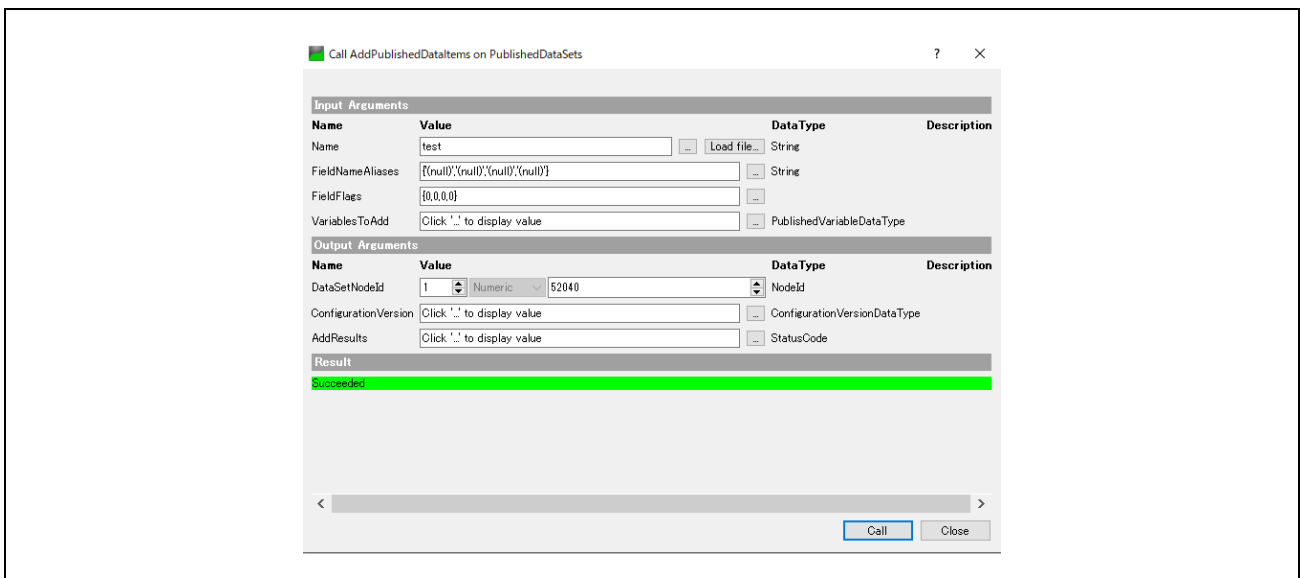 Call AddPublishedDataItems on PublishedDataSets ? ×
Input Arguments
Name Value DataType Description
Name test ... Load file... String
FieldNameAliases {'(null)','(null)','(null)','(null)'} ... String
FieldFlags {0,0,0,0} ...
VariablesToAdd Click '...' to display value ... PublishedVariableDataType
Output Arguments
Name Value DataType Description
DataSetNodeId 1 Numeric 52040 NodeId
ConfigurationVersion Click '...' to display value ... ConfigurationVersionDataType
AddResults Click '...' to display value ... StatusCode
Result
Succeeded
Call Close